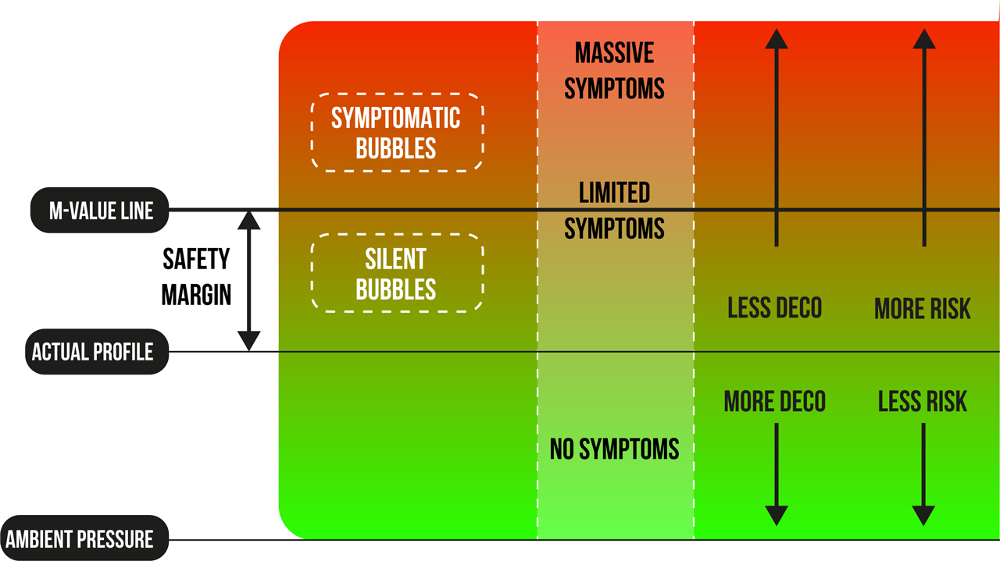 MASSIVE
SYMPTOMS
SYMPTOMATIC
BUBBLES
M-VALUE LINE
LIMITED
SYMPTOMS
SAFETY
MARGIN
SILENT
BUBBLES
LESS DECO
MORE RISK
ACTUAL PROFILE
MORE DECO
LESS RISK
NO SYMPTOMS
AMBIENT PRESSURE